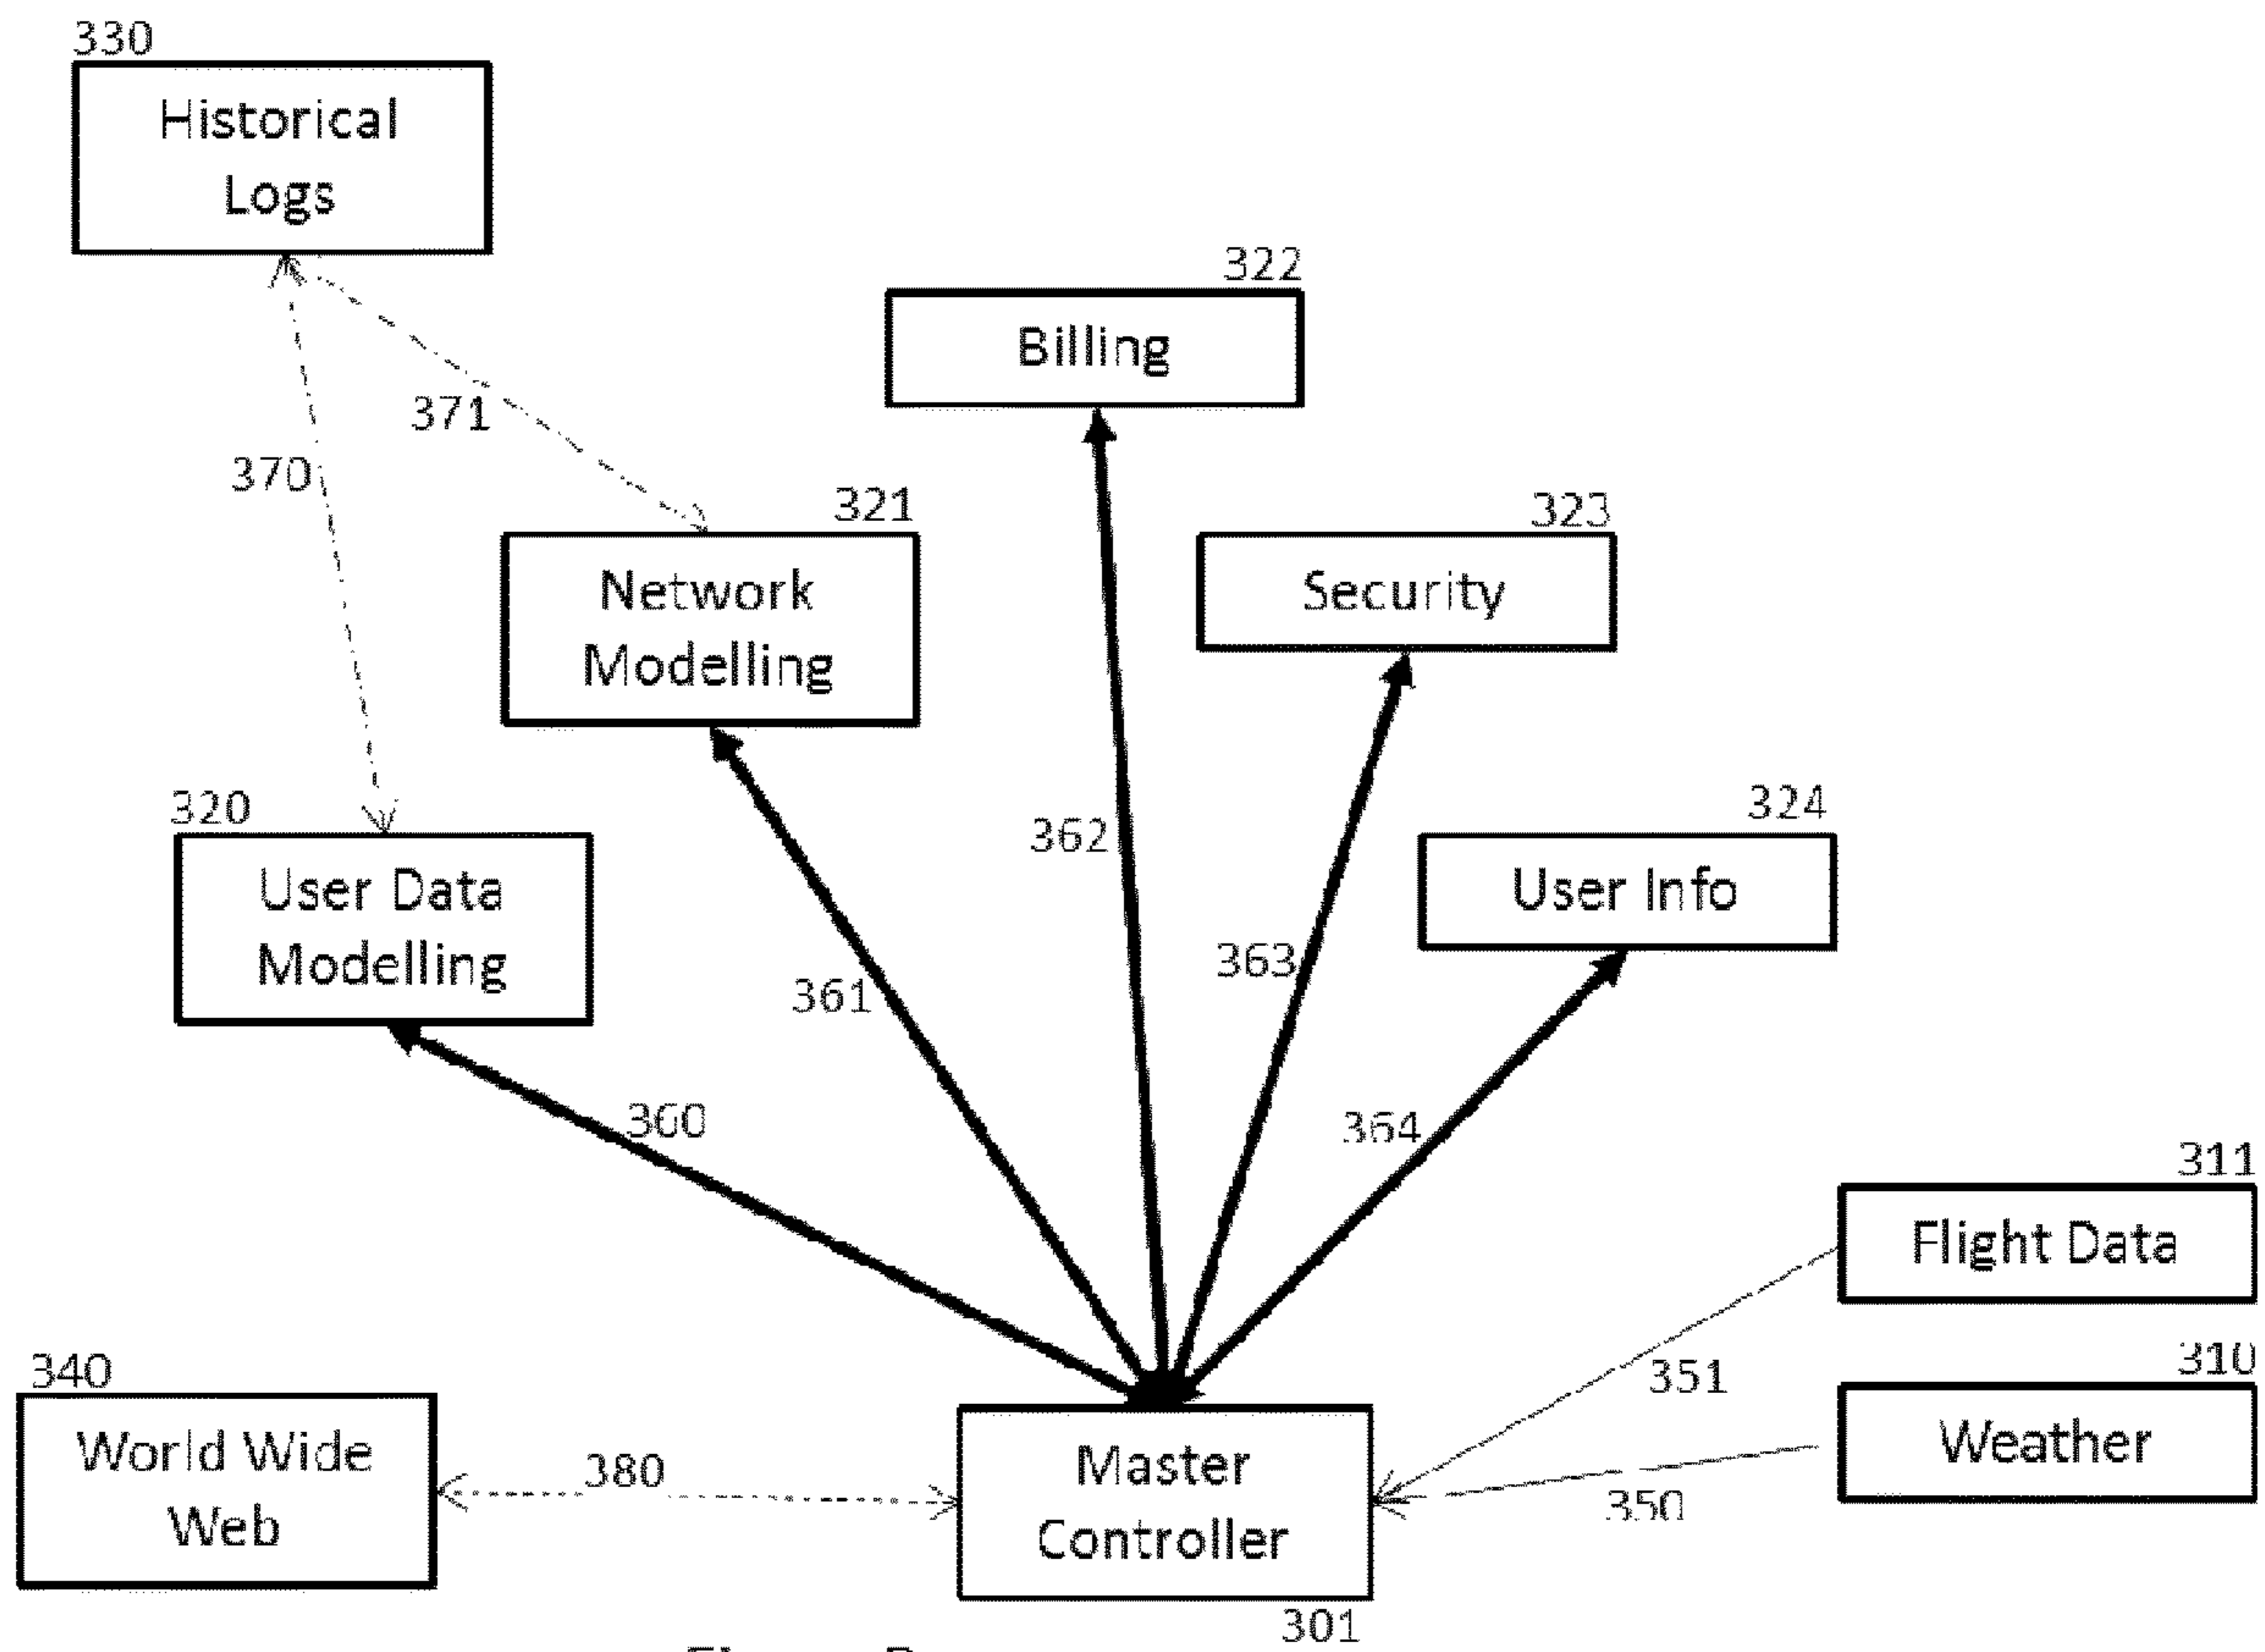 330
Historical
Logs
322
Billing
371
370
321
Network
Modelling
323
Security
320
User Data
Modelling
362
324
User Info
361
363
360
364
311
Flight Data
340
World Wide
Web
380
Master
Controller
301
351
310
Weather
350